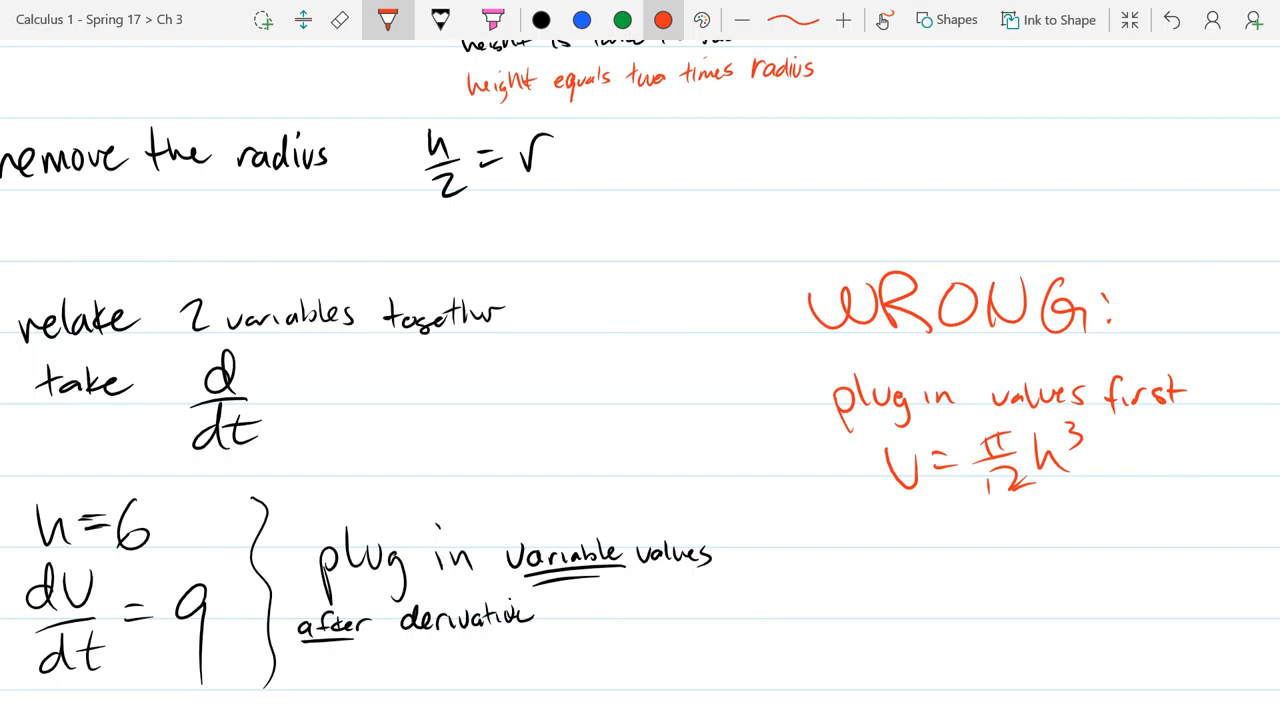 Calculus 1 - Spring 17 > Ch 3
Shapes
Ink to Shape
height is
height equals two times radius
remove the radius
h/2 = r
relate 2 variables together
take d/dt
h=6
dV/dt = 9
plug in variable values
after derivative
WRONG:
plug in values first
V = π/12 h³